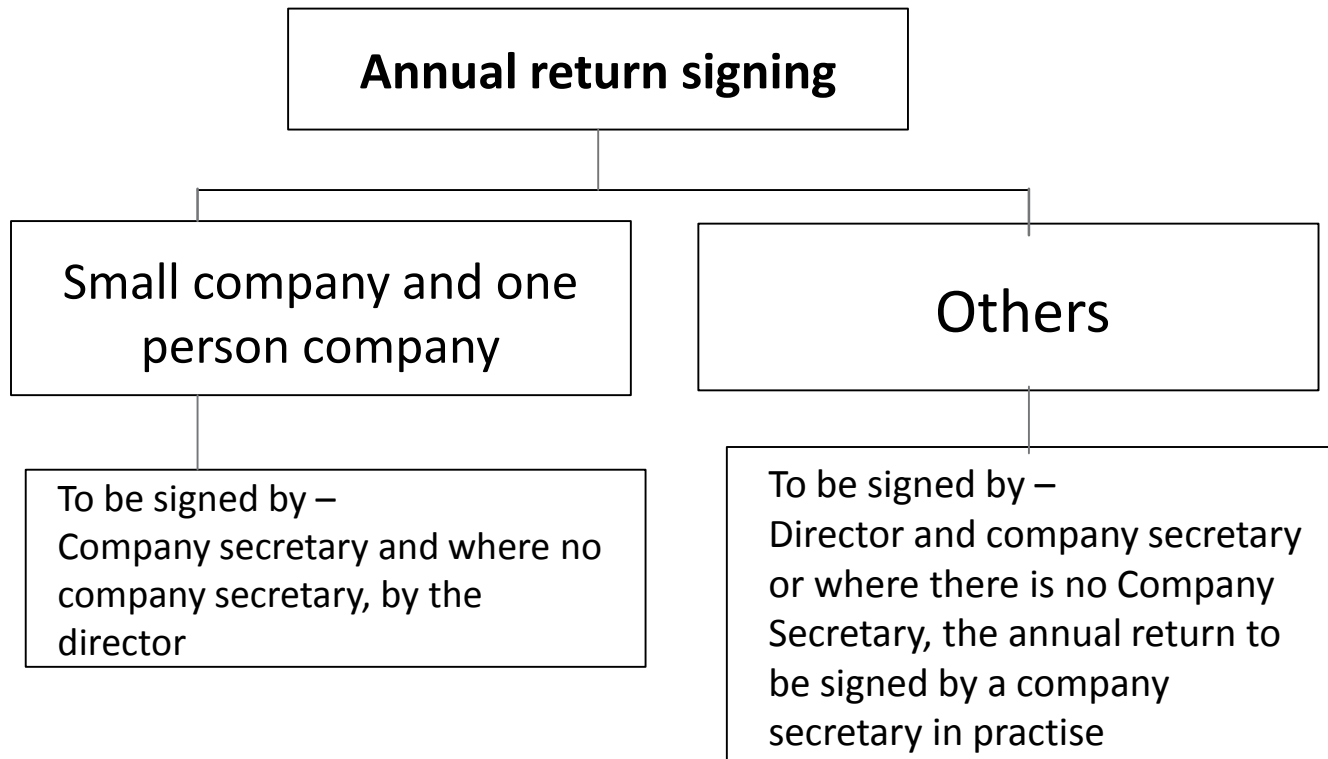 Annual return signing
Small company and one
person company
Others
To be signed by –
Company secretary and where no
company secretary, by the
director
To be signed by –
Director and company secretary
or where there is no Company
Secretary, the annual return to
be signed by a company
secretary in practise